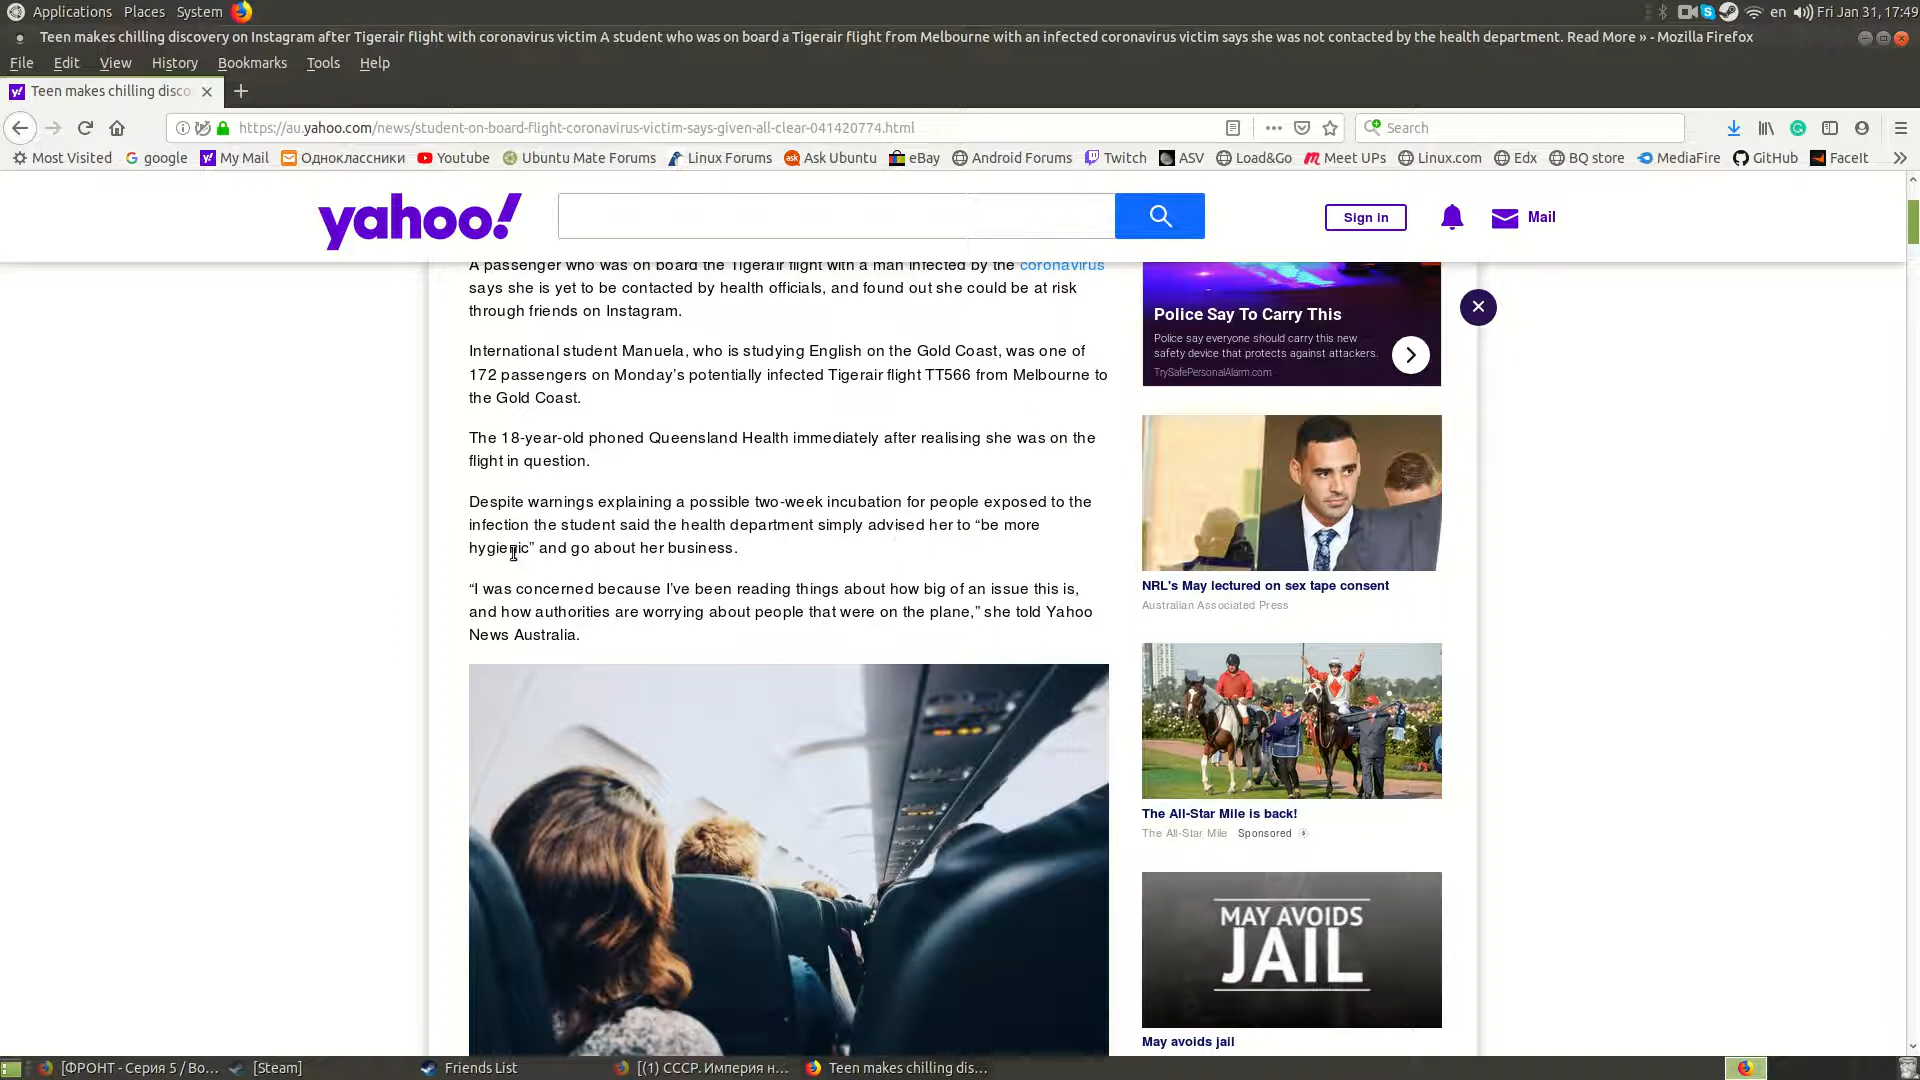 Applications Places System
en Fri Jan 31, 17:49
Teen makes chilling discovery on Instagram after Tigerair flight with coronavirus victim A student who was on board a Tigerair flight from Melbourne with an infected coronavirus victim says she was not contacted by the health department. Read More » - Mozilla Firefox
File Edit View History Bookmarks Tools Help
Teen makes chilling disco
https://au.yahoo.com/news/student-on-board-flight-coronavirus-victim-says-given-all-clear-041420774.html
Search
Most Visited google My Mail Одноклассники Youtube Ubuntu Mate Forums Linux Forums Ask Ubuntu eBay Android Forums Twitch ASV Load&Go Meet UPs Linux.com Edx BQ store MediaFire GitHub FaceIt
yahoo!
Sign in
Mail
A passenger who was on board the Tigerair flight with a man infected by the coronavirus
says she is yet to be contacted by health officials, and found out she could be at risk
through friends on Instagram.
International student Manuela, who is studying English on the Gold Coast, was one of
172 passengers on Monday’s potentially infected Tigerair flight TT566 from Melbourne to
the Gold Coast.
The 18-year-old phoned Queensland Health immediately after realising she was on the
flight in question.
Despite warnings explaining a possible two-week incubation for people exposed to the
infection the student said the health department simply advised her to “be more
hygienic” and go about her business.
“I was concerned because I’ve been reading things about how big of an issue this is,
and how authorities are worrying about people that were on the plane,” she told Yahoo
News Australia.
Police Say To Carry This
Police say everyone should carry this new
safety device that protects against attackers.
TrySafePersonalAlarm.com
NRL's May lectured on sex tape consent
Australian Associated Press
The All-Star Mile is back!
The All-Star Mile Sponsored
MAY AVOIDS
JAIL
May avoids jail
[ФРОНТ - Серия 5 / Во...
[Steam]
Friends List
[(1) СССР. Империя н...
Teen makes chilling dis...